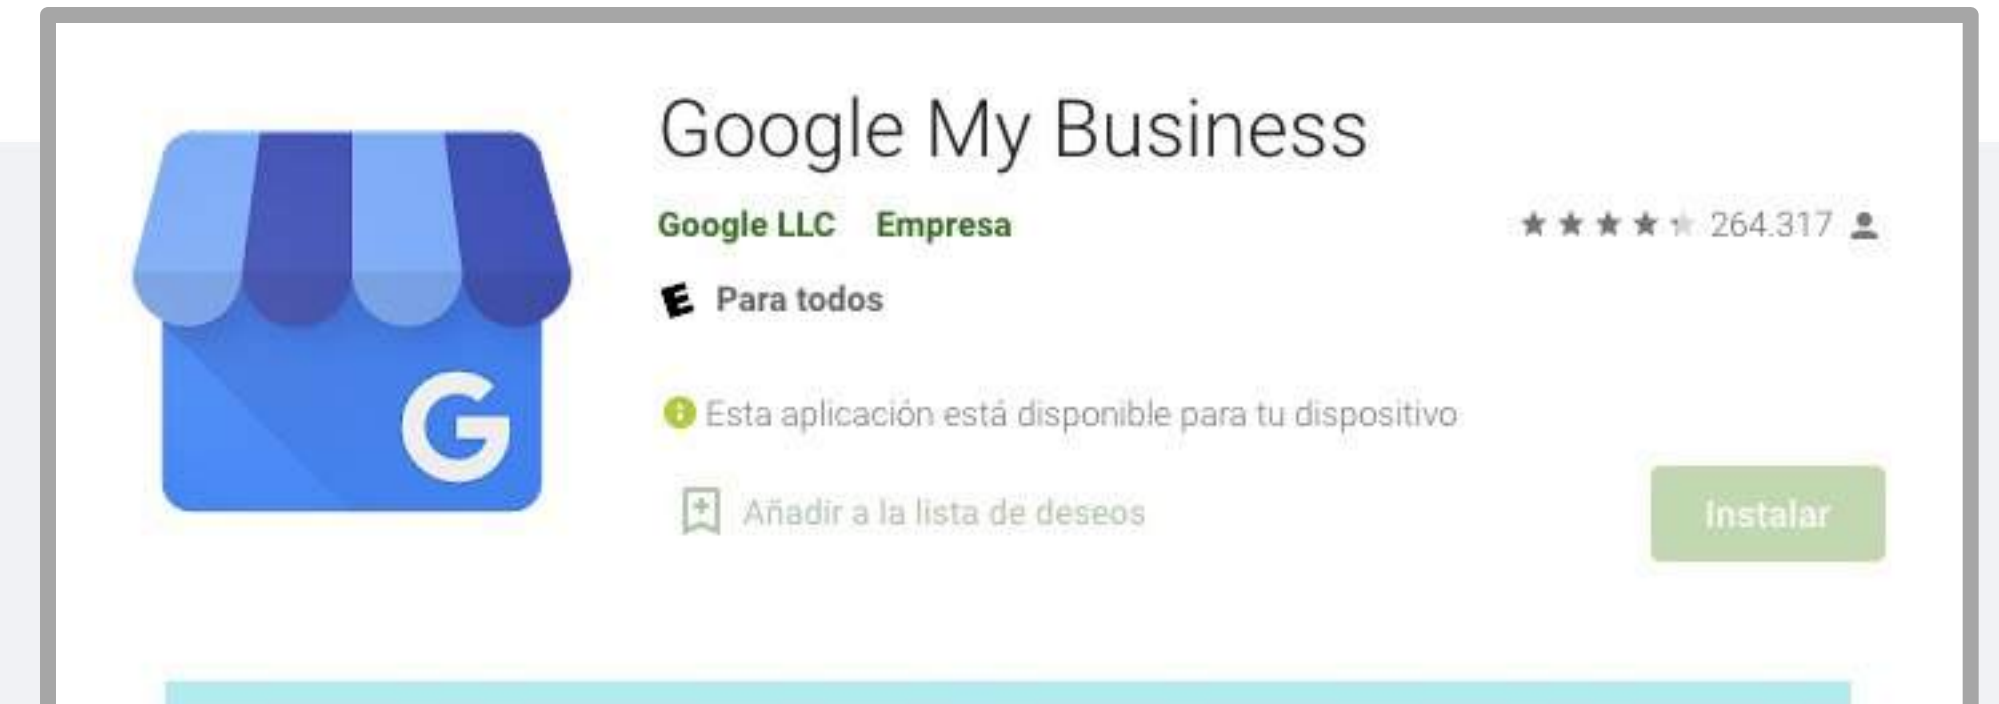 Google My Business
Google LLC Empresa
264.317
E Para todos
Esta aplicación está disponible para tu dispositivo
Añadir a la lista de deseos
Instalar
G